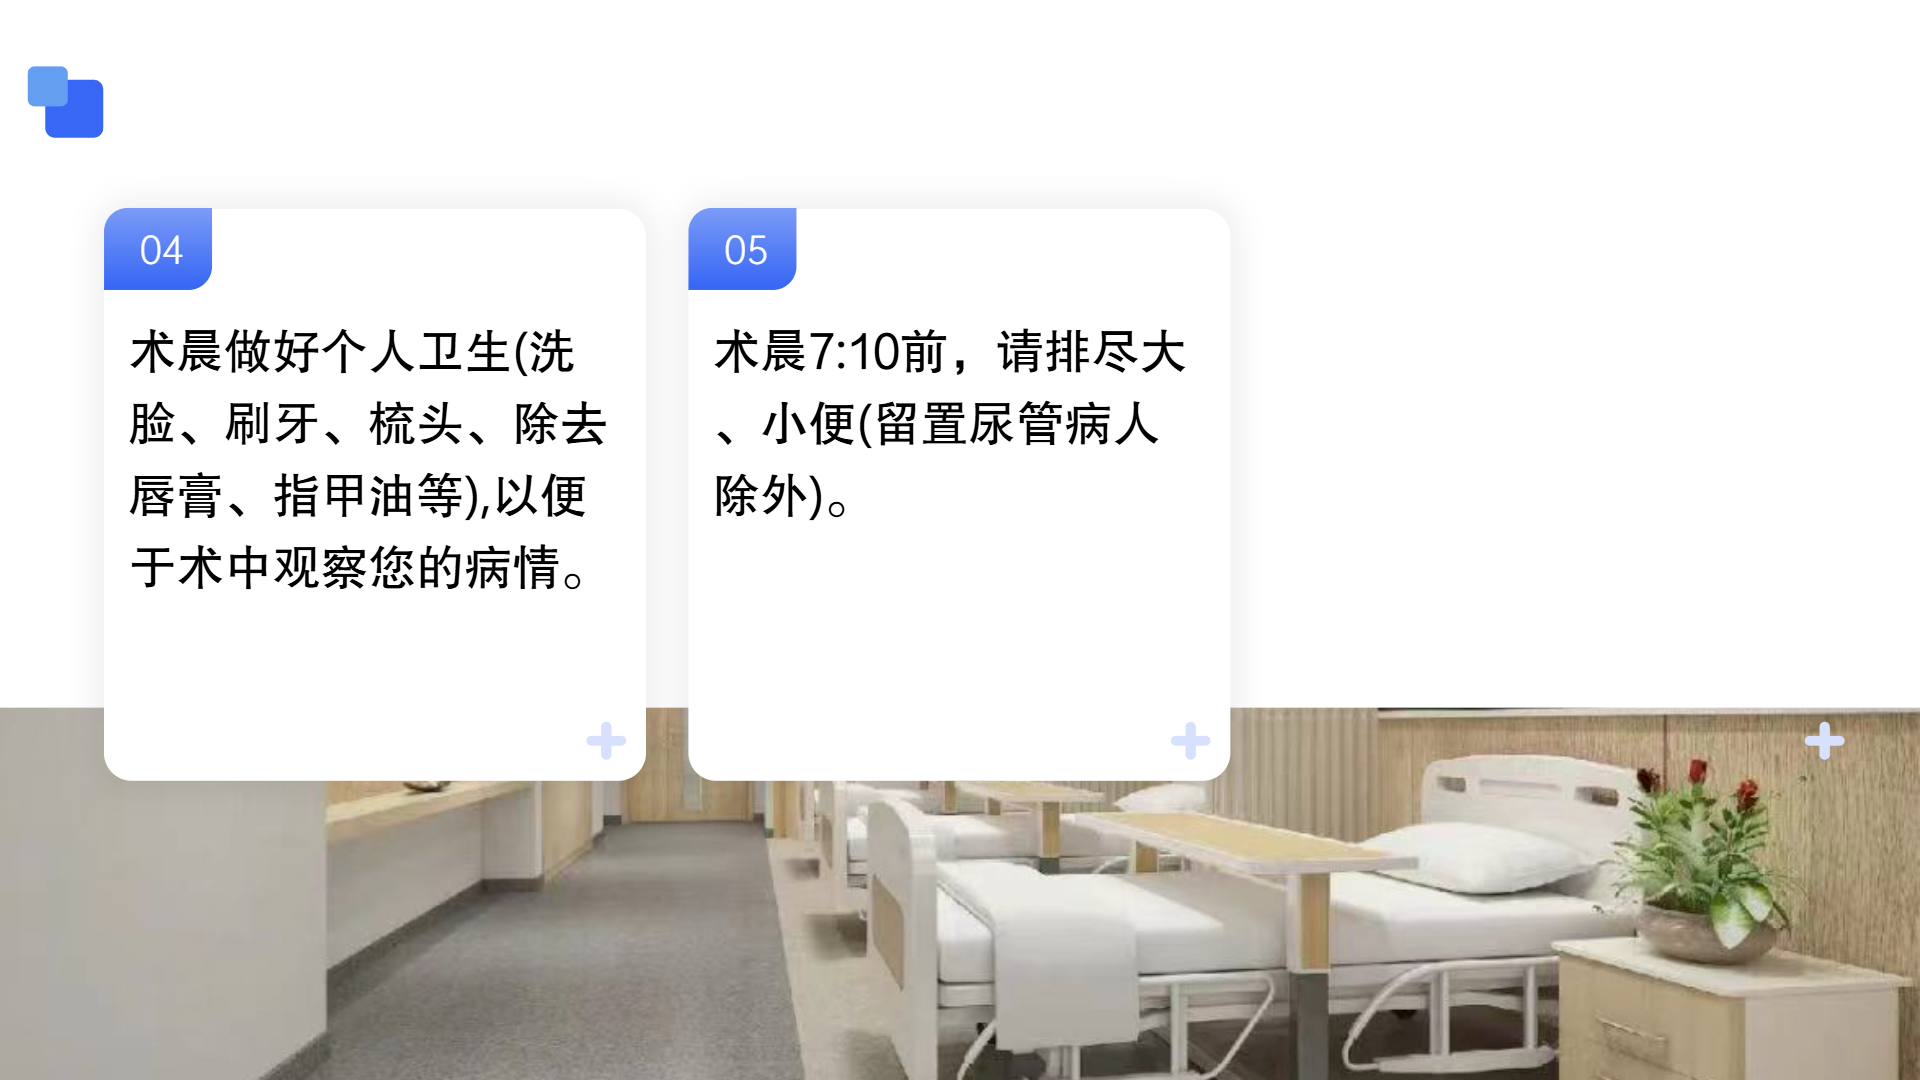 04
术晨做好个人卫生(洗
脸、刷牙、梳头、除去
唇膏、指甲油等),以便
于术中观察您的病情。
05
术晨7:10前，请排尽大
、小便(留置尿管病人
除外)。